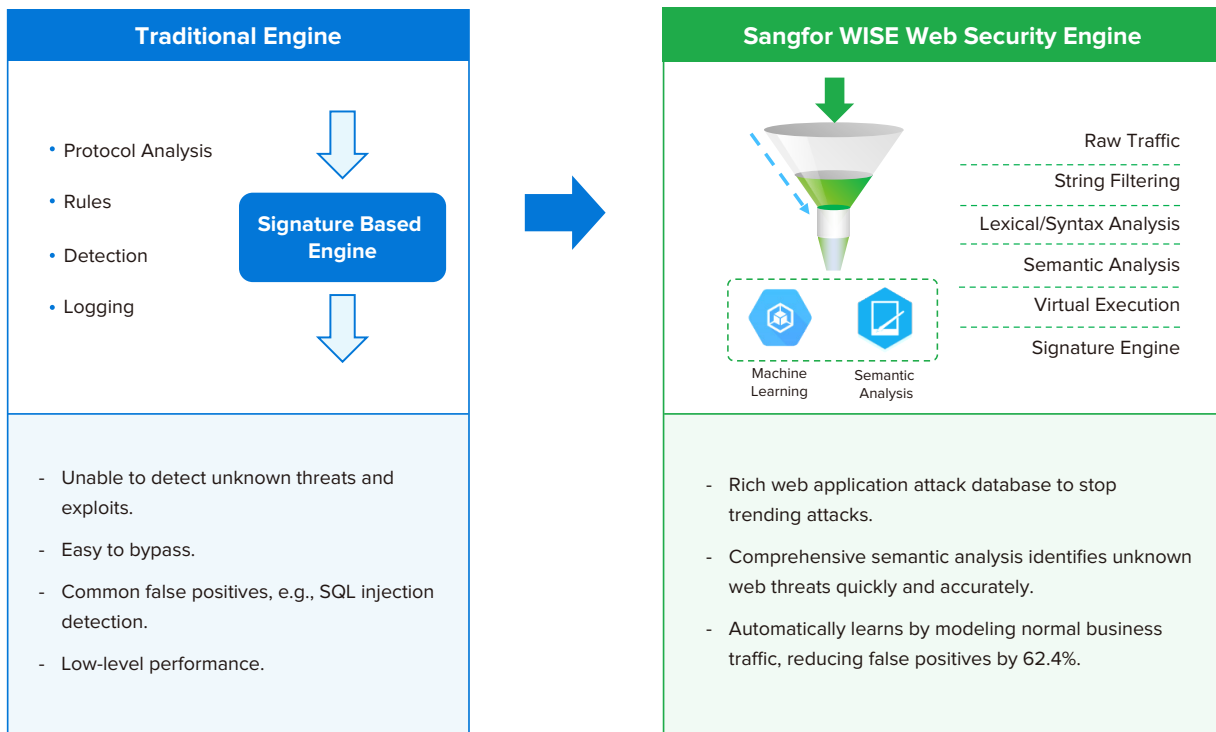 Traditional Engine
• Protocol Analysis
• Rules
• Detection
• Logging
Signature Based
Engine
- Unable to detect unknown threats and
exploits.
- Easy to bypass.
- Common false positives, e.g., SQL injection
detection.
- Low-level performance.
Sangfor WISE Web Security Engine
Raw Traffic
String Filtering
Lexical/Syntax Analysis
Semantic Analysis
Virtual Execution
Signature Engine
Machine
Learning
Semantic
Analysis
- Rich web application attack database to stop
trending attacks.
- Comprehensive semantic analysis identifies unknown
web threats quickly and accurately.
- Automatically learns by modeling normal business
traffic, reducing false positives by 62.4%.